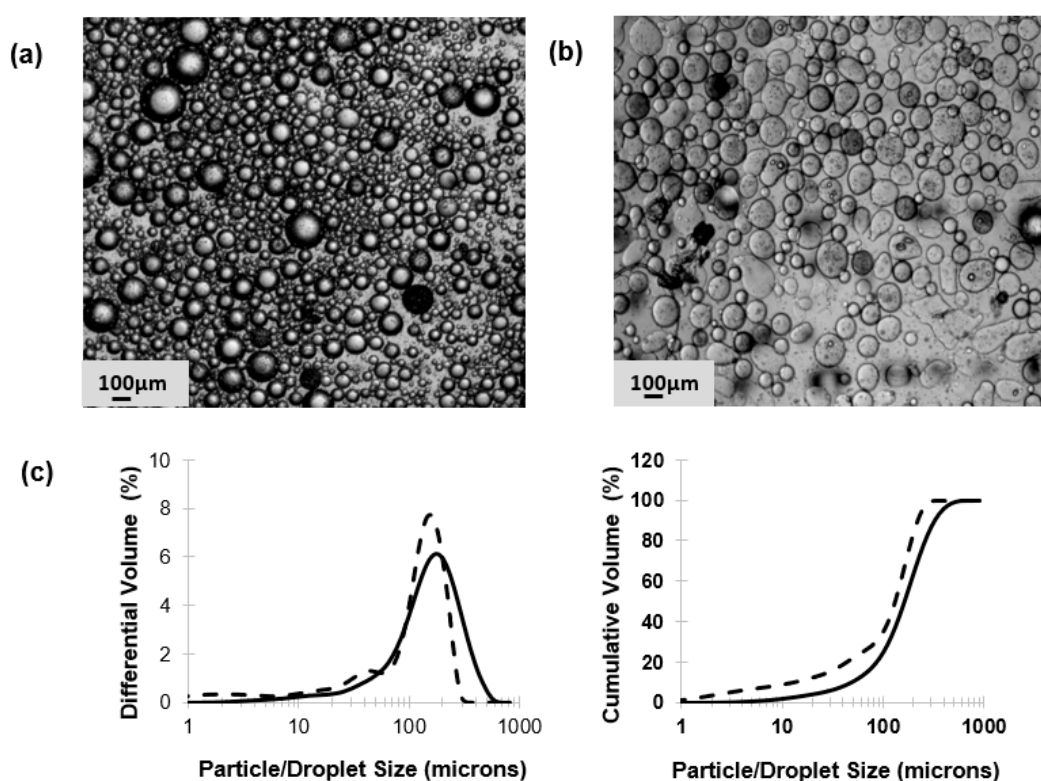 (a)
100µm
(b)
100µm
(c)
Differential Volume (%)
10
8
6
4
2
0
1 10 100 1000
Particle/Droplet Size (microns)
Cumulative Volume (%)
120
100
80
60
40
20
0
1 10 100 1000
Particle/Droplet Size (microns)